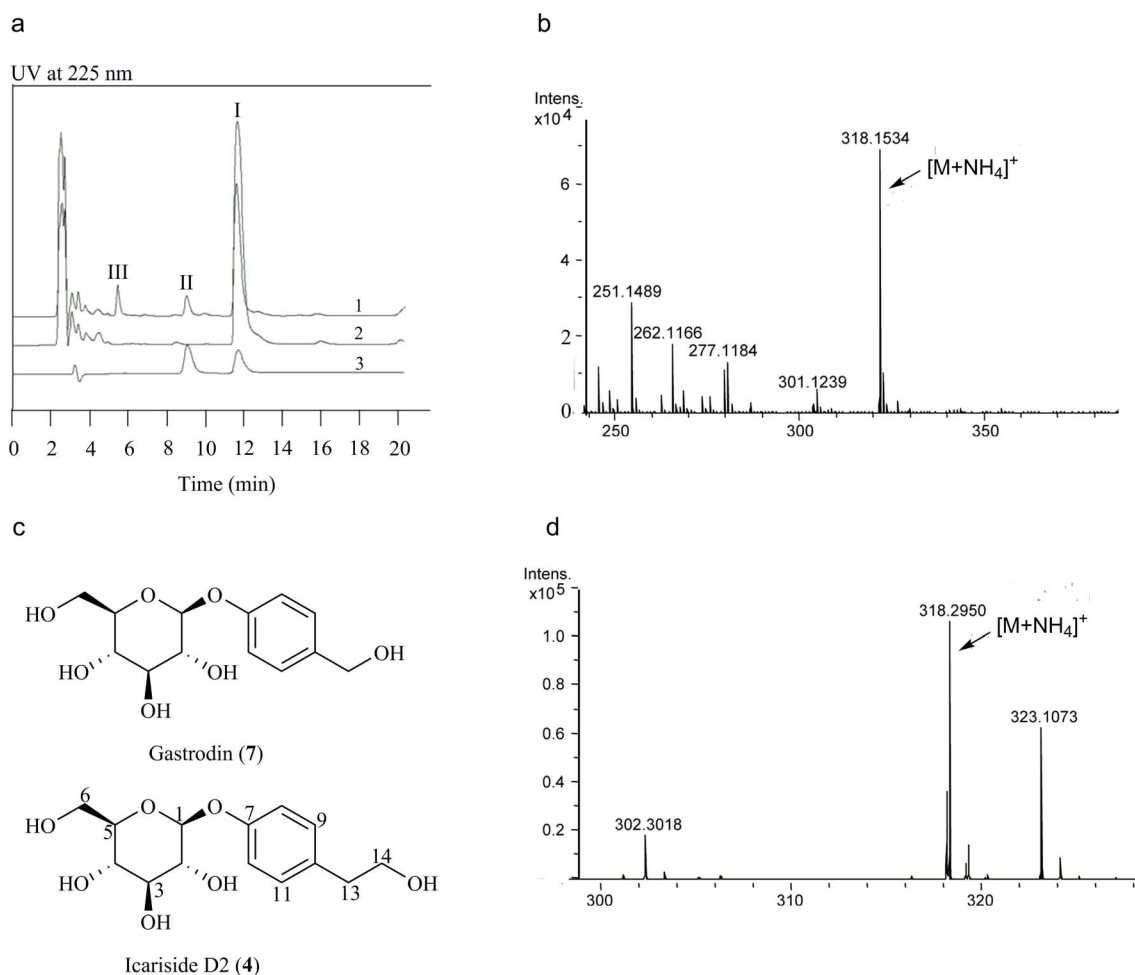 a
UV at 225 nm
I
III
II
1
2
3
0 2 4 6 8 10 12 14 16 18 20
Time (min)
b
Intens.
x10⁴
318.1534
[M+NH₄]⁺
6
4
251.1489
262.1166
277.1184
2
301.1239
0
250 300 350
c
HO
O
O
HO
OH
OH
OH
Gastrodin (7)
6
HO
5
O
1
O
7
9
HO
3
OH
OH
11
13
14
OH
Icariside D2 (4)
d
Intens.
x10⁵
318.2950
[M+NH₄]⁺
1.0
0.8
323.1073
0.6
0.4
302.3018
0.2
300 310 320